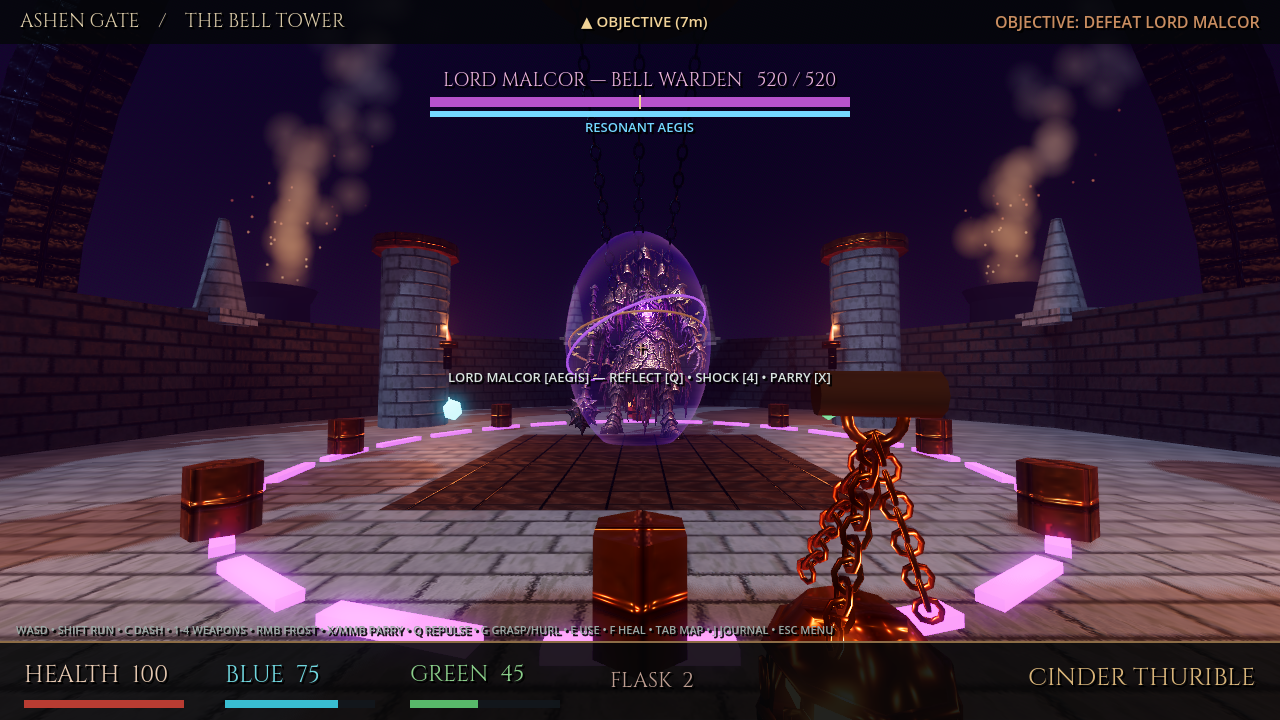 ASHEN GATE / THE BELL TOWER
▲ OBJECTIVE (7m)
OBJECTIVE: DEFEAT LORD MALCOR
LORD MALCOR — BELL WARDEN 520 / 520
RESONANT AEGIS
LORD MALCOR [AEGIS] — REFLECT [Q] • SHOCK [4] • PARRY [X]
WASD • SHIFT RUN • C DASH • 1-4 WEAPONS • RMB FROST • X/MMB PARRY • Q REPULSE • G GRASP/HURL • E USE • F HEAL • TAB MAP • J JOURNAL • ESC MENU
HEALTH 100
BLUE 75
GREEN 45
FLASK 2
CINDER THURIBLE